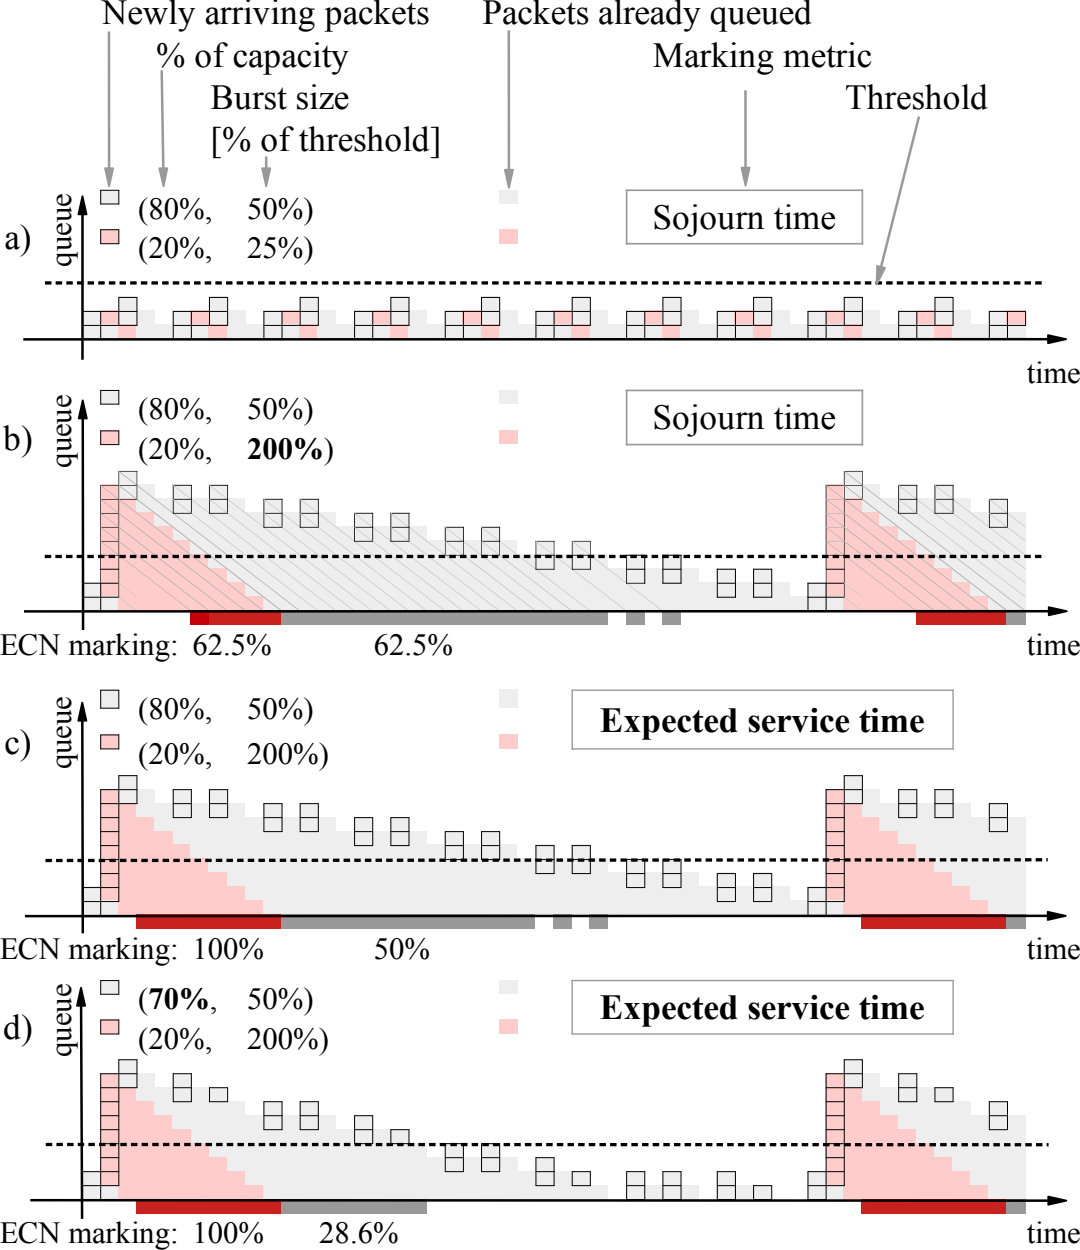 Newly arriving packets
Packets already queued
% of capacity
Marking metric
Burst size
Threshold
[% of threshold]
a)
queue
(80%, 50%)
(20%, 25%)
Sojourn time
time
b)
queue
(80%, 50%)
(20%, 200%)
Sojourn time
ECN marking: 62.5% 62.5%
time
c)
queue
(80%, 50%)
(20%, 200%)
Expected service time
ECN marking: 100% 50%
time
d)
queue
(70%, 50%)
(20%, 200%)
Expected service time
ECN marking: 100% 28.6%
time